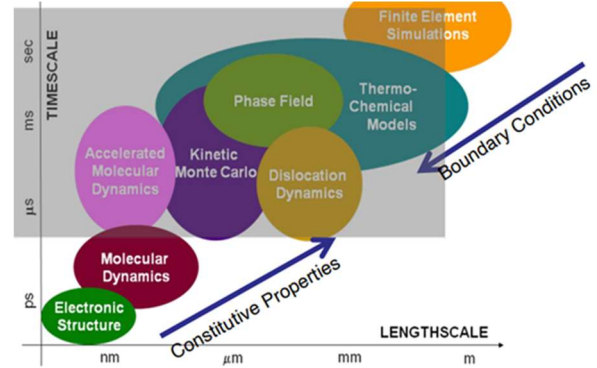 Finite Element
Simulations
sec
TIMESCALE
Thermo-
Chemical
Models
Phase Field
ms
Boundary Conditions
Accelerated
Molecular
Dynamics
Kinetic
Monte Carlo
Dislocation
Dynamics
μs
Molecular
Dynamics
Constitutive Properties
ps
Electronic
Structure
LENGTHSCALE
nm
μm
mm
m